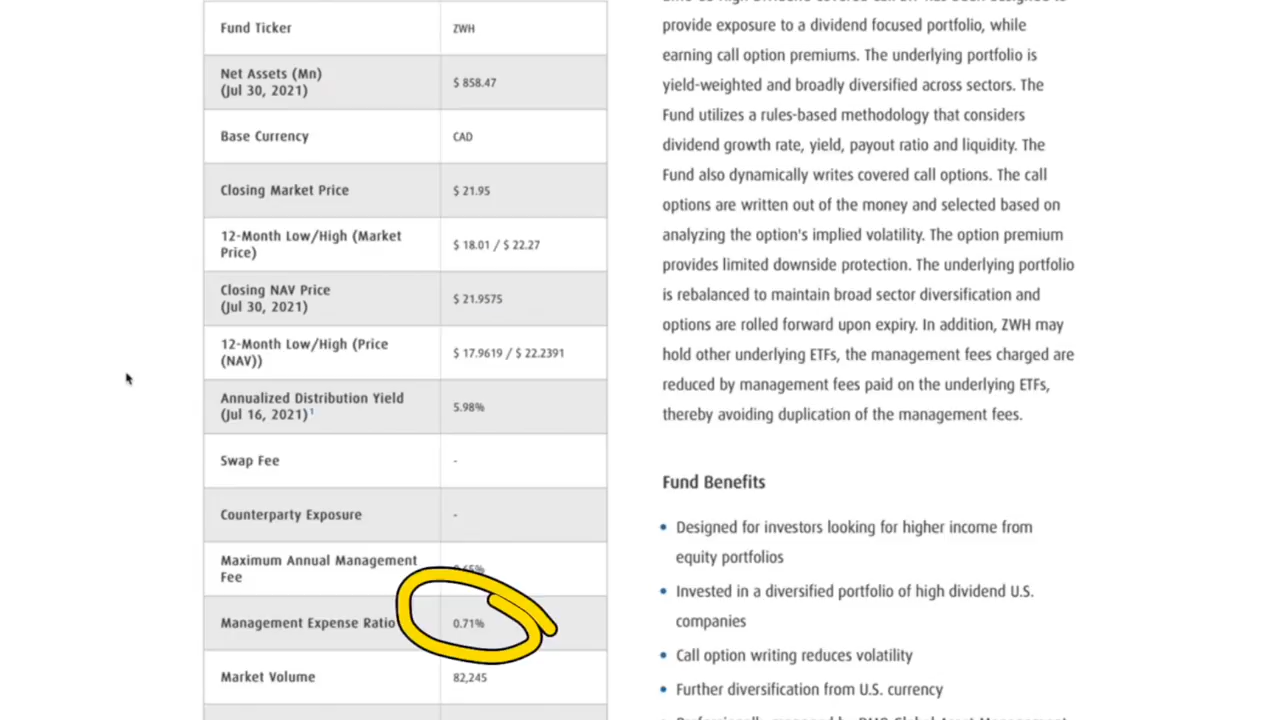 Fund Ticker
ZWH
Net Assets (Mn)
(Jul 30, 2021)
$ 858.47
Base Currency
CAD
Closing Market Price
$ 21.95
12-Month Low/High (Market
Price)
$ 18.01 / $ 22.27
Closing NAV Price
(Jul 30, 2021)
$ 21.9575
12-Month Low/High (Price
(NAV))
$ 17.9619 / $ 22.2391
Annualized Distribution Yield
(Jul 16, 2021)1
5.98%
Swap Fee
-
Counterparty Exposure
-
Maximum Annual Management
Fee
0.65%
Management Expense Ratio
0.71%
Market Volume
82,245
provide exposure to a dividend focused portfolio, while
earning call option premiums. The underlying portfolio is
yield-weighted and broadly diversified across sectors. The
Fund utilizes a rules-based methodology that considers
dividend growth rate, yield, payout ratio and liquidity. The
Fund also dynamically writes covered call options. The call
options are written out of the money and selected based on
analyzing the option's implied volatility. The option premium
provides limited downside protection. The underlying portfolio
is rebalanced to maintain broad sector diversification and
options are rolled forward upon expiry. In addition, ZWH may
hold other underlying ETFs, the management fees charged are
reduced by management fees paid on the underlying ETFs,
thereby avoiding duplication of the management fees.
Fund Benefits
• Designed for investors looking for higher income from
equity portfolios
• Invested in a diversified portfolio of high dividend U.S.
companies
• Call option writing reduces volatility
• Further diversification from U.S. currency